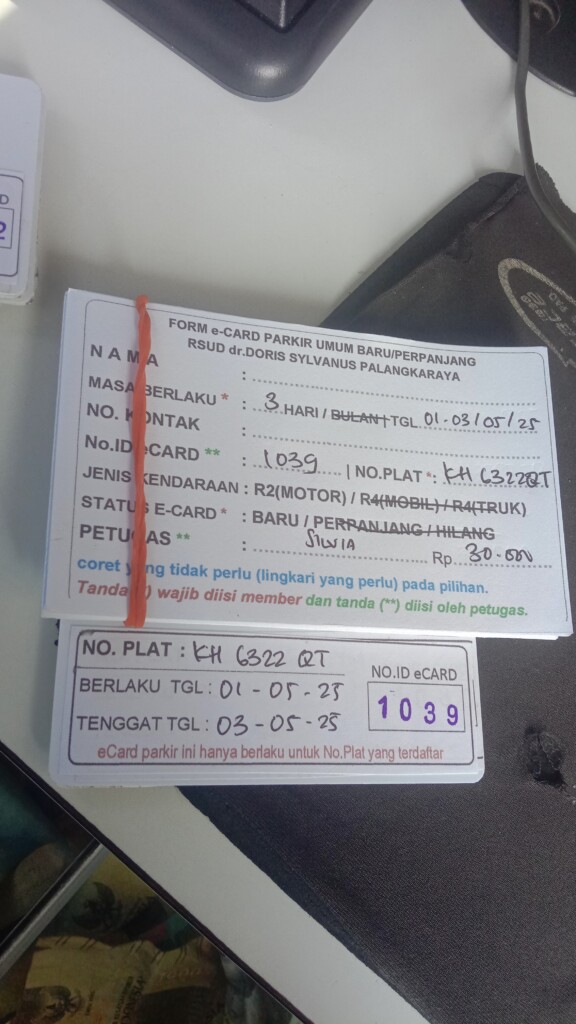 FORM e-CARD PARKIR UMUM BARU/PERPANJANG
RSUD dr.DORIS SYLVANUS PALANGKARAYA
NAMA :
MASA BERLAKU * : 3 HARI / BULAN | TGL 01-03/05/25
NO. KONTAK :
No.ID eCARD ** : 1039 | NO.PLAT *: KH 6322QT
JENIS KENDARAAN : R2(MOTOR) / R4(MOBIL) / R4(TRUK)
STATUS E-CARD * : BARU / PERPANJANG / HILANG
PETUGAS ** : SILVIA Rp. 30.000
coret yang tidak perlu (lingkari yang perlu) pada pilihan.
Tanda (*) wajib diisi member dan tanda (**) diisi oleh petugas.
NO. PLAT : KH 6322 QT
NO.ID eCARD
BERLAKU TGL : 01 - 05 - 25
1039
TENGGAT TGL : 03 - 05 - 25
eCard parkir ini hanya berlaku untuk No.Plat yang terdaftar